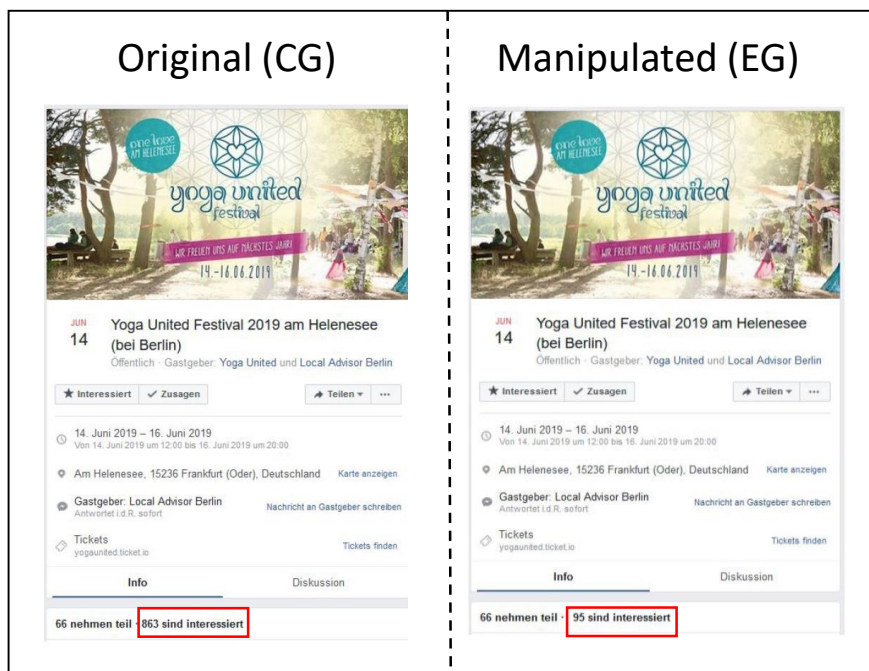 Original (CG)
one love
AM HELENESEE
yoga united
festival
WIR FREUEN UNS AUF NÄCHSTES JAHR!
14.-16.06.2019
JUN
14
Yoga United Festival 2019 am Helenesee
(bei Berlin)
Öffentlich · Gastgeber: Yoga United und Local Advisor Berlin
Interessiert
Zusagen
Teilen
14. Juni 2019 – 16. Juni 2019
Von 14. Juni 2019 um 12:00 bis 16. Juni 2019 um 20:00
Am Helenesee, 15236 Frankfurt (Oder), Deutschland Karte anzeigen
Gastgeber: Local Advisor Berlin
Antwortet i.d.R. sofort
Nachricht an Gastgeber schreiben
Tickets
yogaunited.ticket.io
Tickets finden
Info
Diskussion
66 nehmen teil · 863 sind interessiert
Manipulated (EG)
one love
AM HELENESEE
yoga united
festival
WIR FREUEN UNS AUF NÄCHSTES JAHR!
14.-16.06.2019
JUN
14
Yoga United Festival 2019 am Helenesee
(bei Berlin)
Öffentlich · Gastgeber: Yoga United und Local Advisor Berlin
Interessiert
Zusagen
Teilen
14. Juni 2019 – 16. Juni 2019
Von 14. Juni 2019 um 12:00 bis 16. Juni 2019 um 20:00
Am Helenesee, 15236 Frankfurt (Oder), Deutschland Karte anzeigen
Gastgeber: Local Advisor Berlin
Antwortet i.d.R. sofort
Nachricht an Gastgeber schreiben
Tickets
yogaunited.ticket.io
Tickets finden
Info
Diskussion
66 nehmen teil · 95 sind interessiert